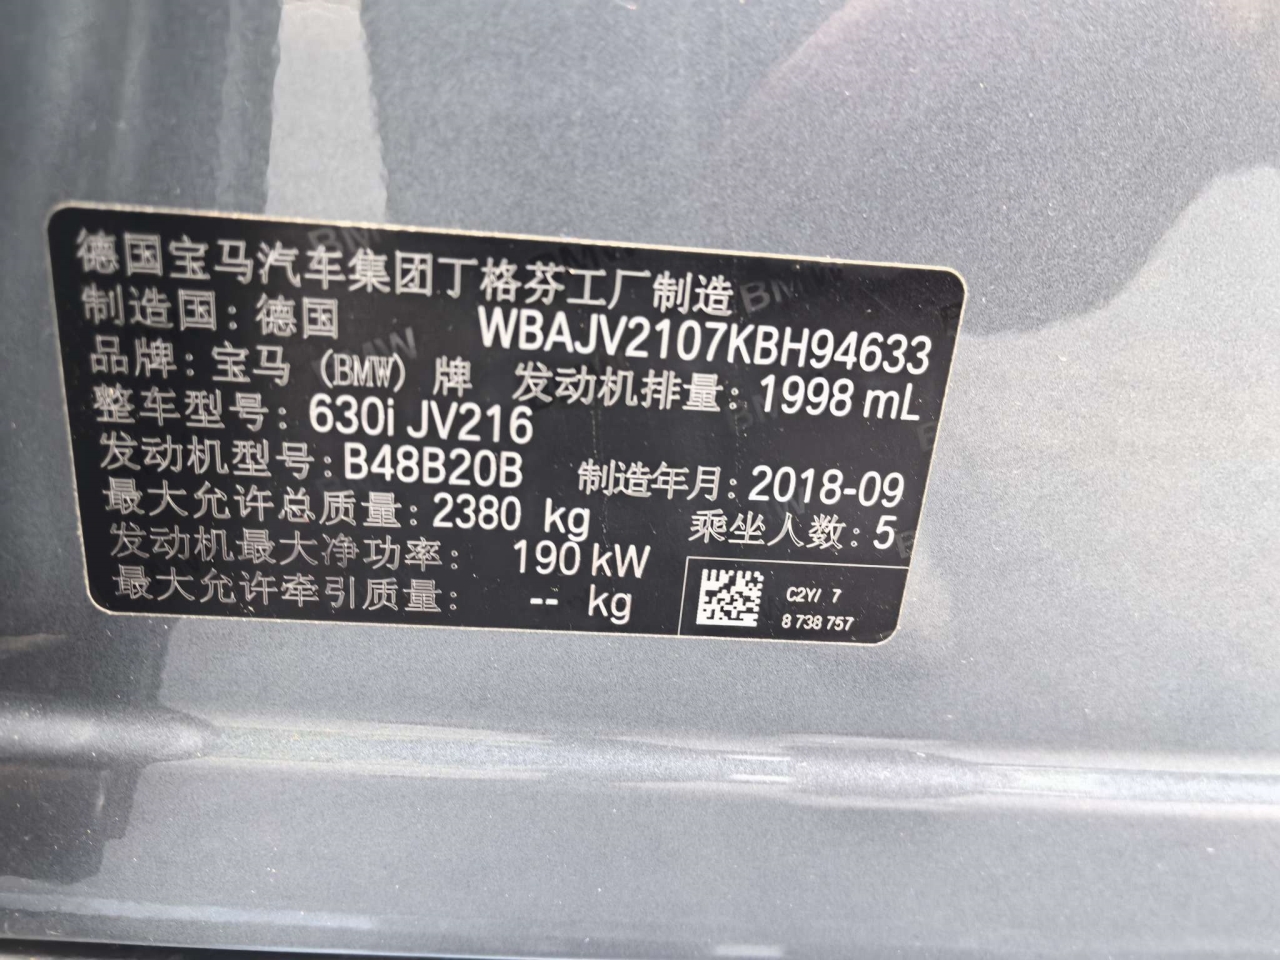 德国宝马汽车集团丁格芬工厂制造
制造国：德国 WBAJV2107KBH94633
品牌：宝马 (BMW) 牌 发动机排量：1998 mL
整车型号：630i JV216
发动机型号：B48B20B 制造年月：2018-09
最大允许总质量：2380 kg 乘坐人数：5
发动机最大净功率： 190 kW
最大允许牵引质量： -- kg
C2Y/ 7
8 738 757